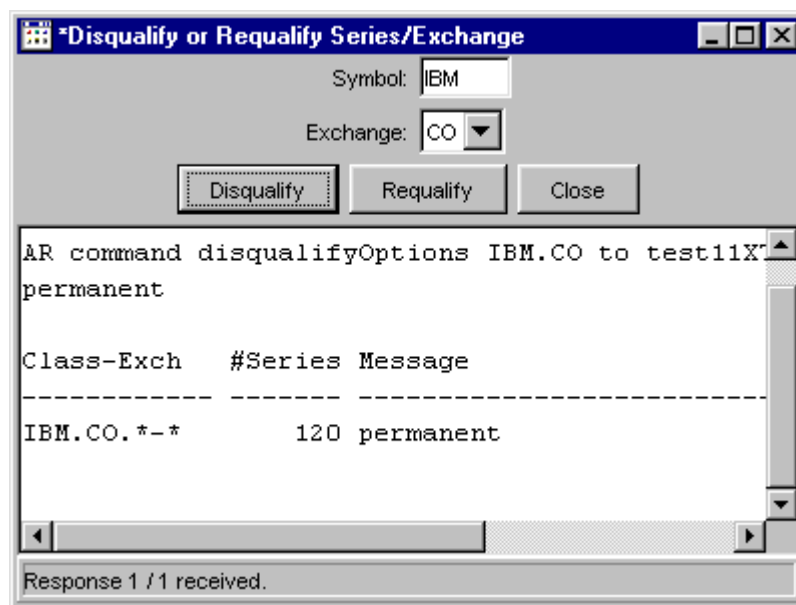 *Disqualify or Requalify Series/Exchange
Symbol: IBM
Exchange: CO
Disqualify Requalify Close
AR command disqualifyOptions IBM.CO to
permanent
Class-Exch #Series Message
------------ ------- --------------------------
IBM.CO.*-* 120 permanent
Response 1 / 1 received.